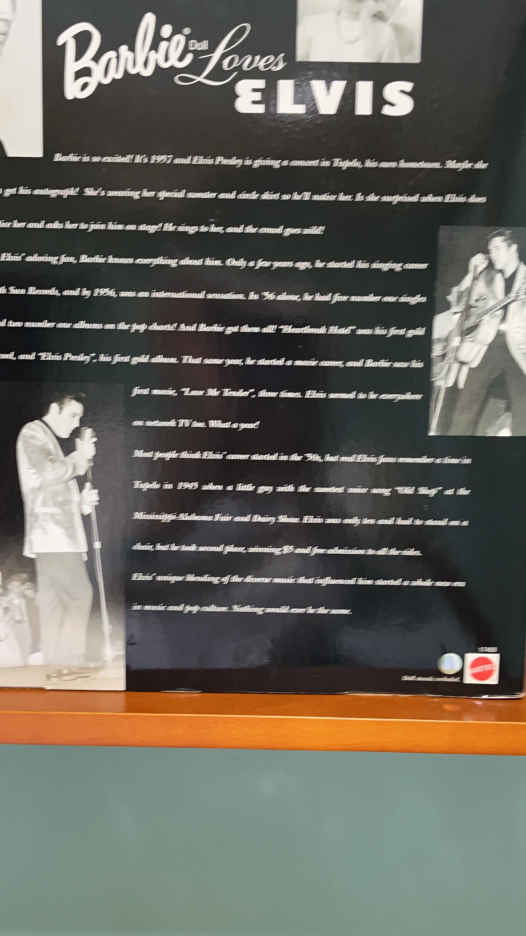 Barbie® Doll Loves
ELVIS
Barbie is so excited! It's 1957 and Elvis Presley is giving a concert in Tupelo, his own hometown. Maybe she
get his autograph! She's wearing her special sweater and circle skirt so he'll notice her. Is she surprised when Elvis does
her and asks her to join him on stage! He sings to her, and the crowd goes wild!
Elvis' adoring fan, Barbie knows everything about him. Only a few years ago, he started his singing career
Sun Records, and by 1956, was an international sensation. In '56 alone, he had five number one singles
two number one albums on the pop charts! And Barbie got them all! "Heartbreak Hotel" was his first gold
and "Elvis Presley", his first gold album. That same year, he started a movie career, and Barbie saw his
first movie, "Love Me Tender", three times. Elvis seemed to be everywhere
on network TV too. What a year!
Most people think Elvis' career started in the '50s, but real Elvis fans remember a time in
Tupelo in 1945 when a little guy with the sweetest voice sang "Old Shep" at the
Mississippi-Alabama Fair and Dairy Show. Elvis was only ten and had to stand on a
chair, but he took second place, winning $5 and free admission to all the rides.
Elvis' unique blending of the diverse music that influenced him started a whole new era
in music and pop culture. Nothing would ever be the same.
MATTEL